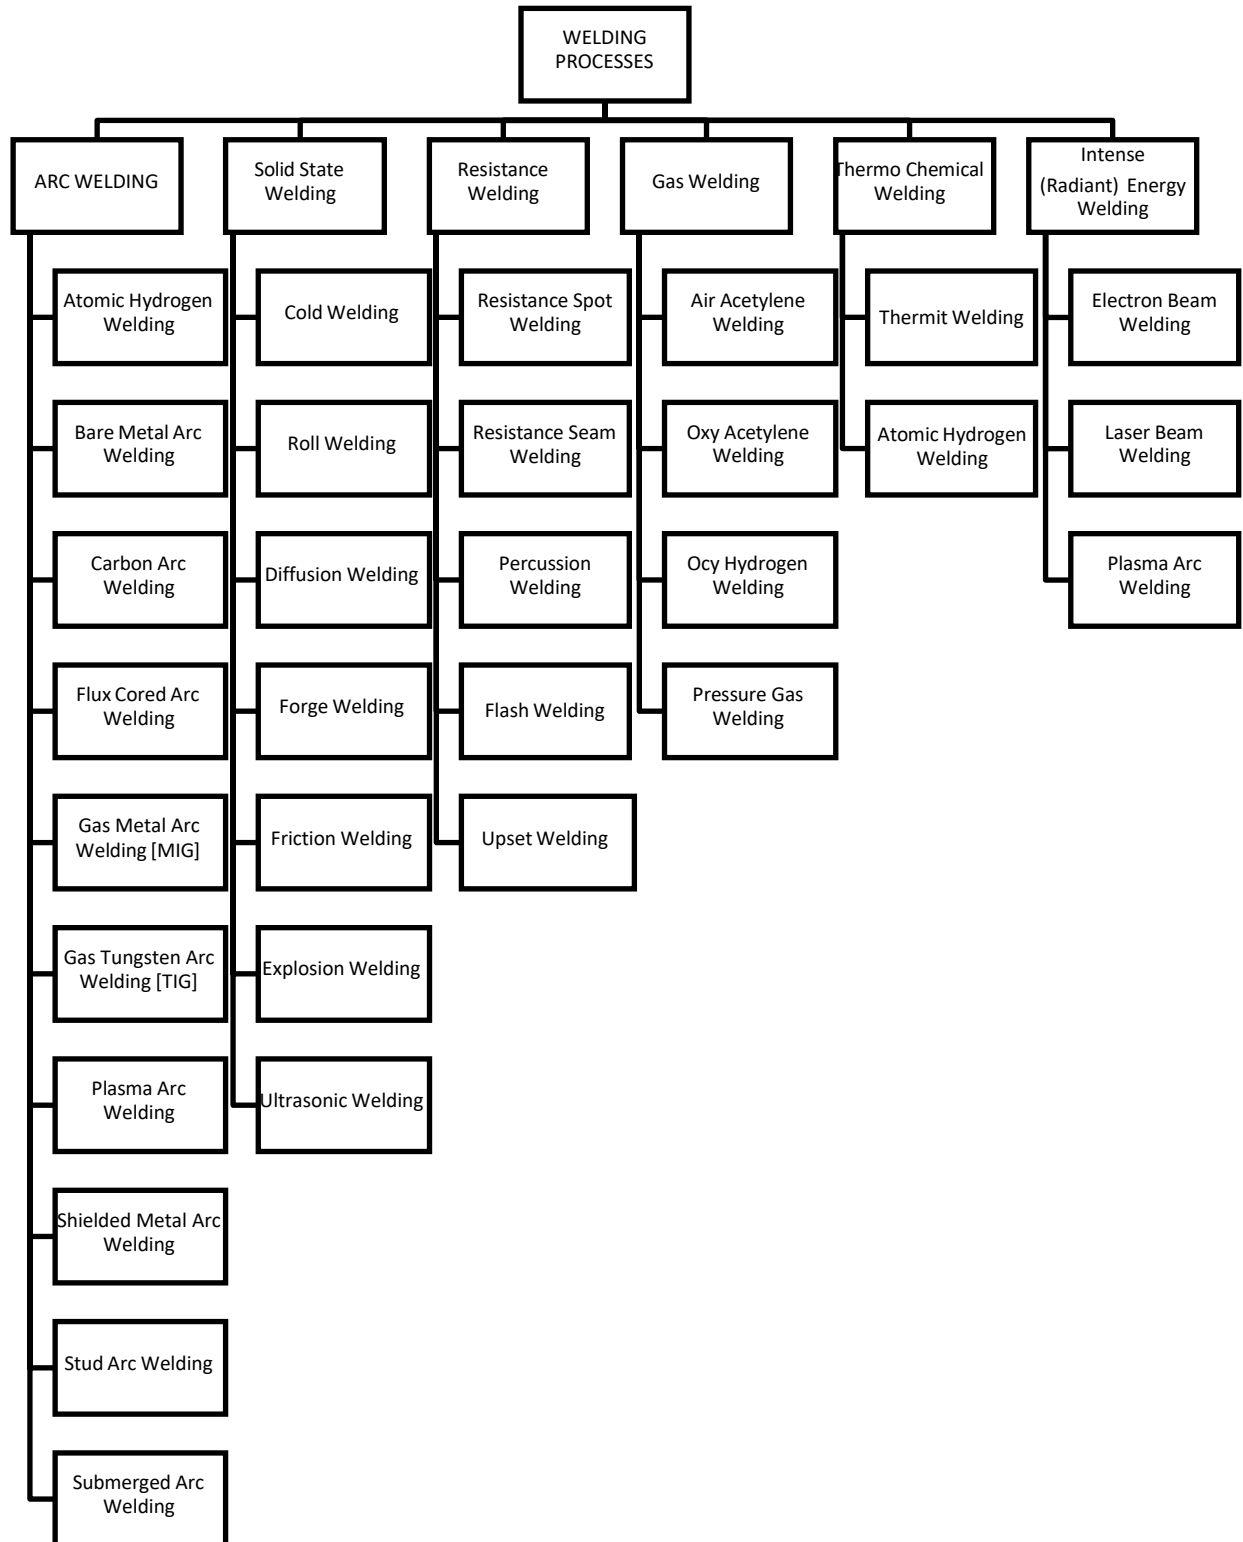 WELDING
PROCESSES
ARC WELDING
Solid State
Welding
Resistance
Welding
Gas Welding
Thermo Chemical
Welding
Intense
(Radiant) Energy
Welding
Atomic Hydrogen
Welding
Bare Metal Arc
Welding
Carbon Arc
Welding
Flux Cored Arc
Welding
Gas Metal Arc
Welding [MIG]
Gas Tungsten Arc
Welding [TIG]
Plasma Arc
Welding
Shielded Metal Arc
Welding
Stud Arc Welding
Submerged Arc
Welding
Cold Welding
Roll Welding
Diffusion Welding
Forge Welding
Friction Welding
Explosion Welding
Ultrasonic Welding
Resistance Spot
Welding
Resistance Seam
Welding
Percussion
Welding
Flash Welding
Upset Welding
Air Acetylene
Welding
Oxy Acetylene
Welding
Ocy Hydrogen
Welding
Pressure Gas
Welding
Thermit Welding
Atomic Hydrogen
Welding
Electron Beam
Welding
Laser Beam
Welding
Plasma Arc
Welding